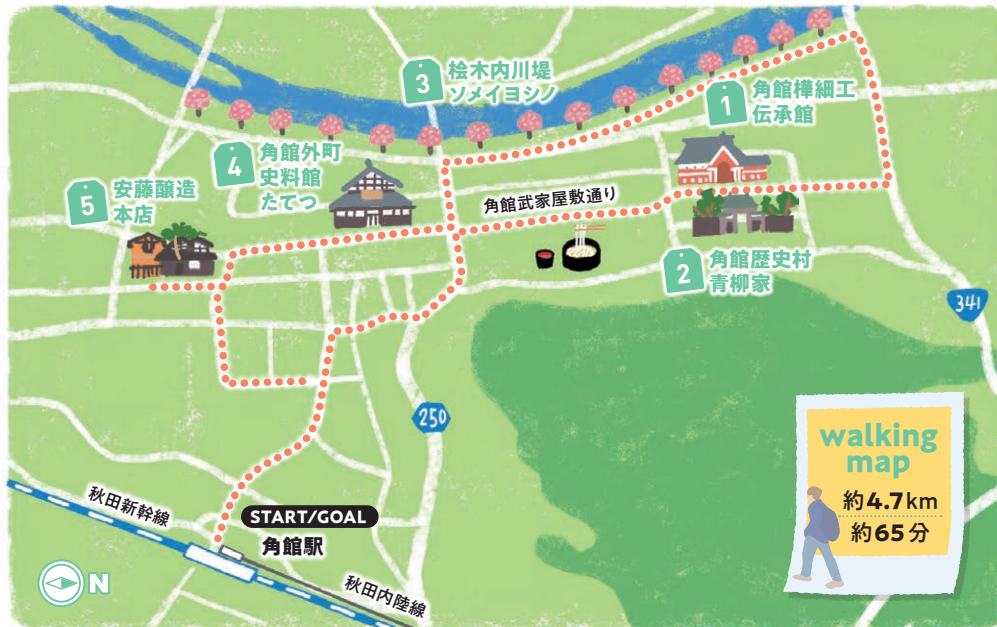 3
桧木内川堤
ソメイヨシノ
1
角館樺細工
伝承館
4
角館外町
史料館
たてつ
5
安藤醸造
本店
角館武家屋敷通り
2
角館歴史村
青柳家
341
250
walking
map
約4.7km
約65分
秋田新幹線
START/GOAL
角館駅
秋田内陸線
N